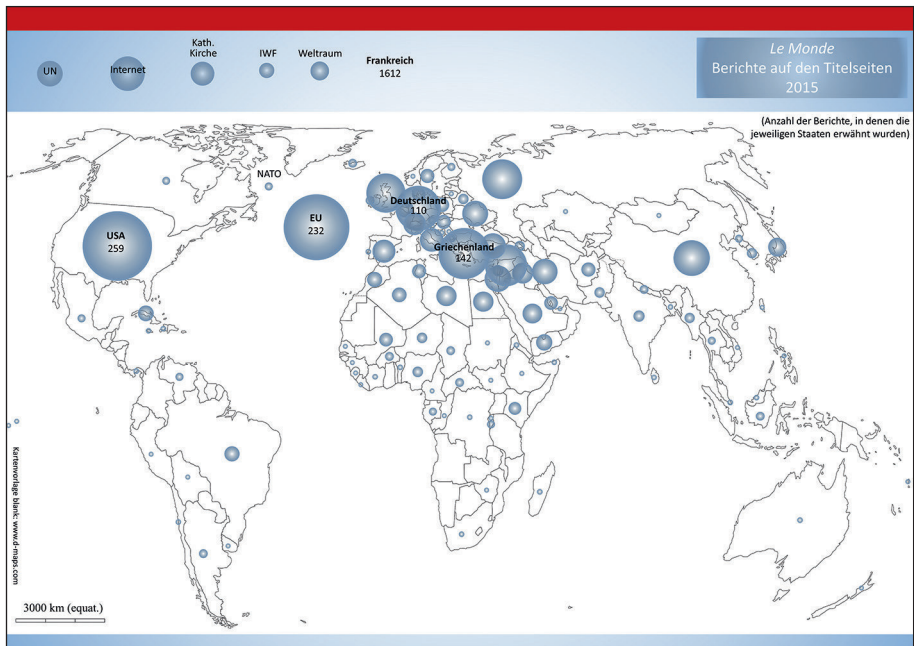 Le Monde
Berichte auf den Titelseiten
2015
UN
Internet
Kath.
Kirche
IWF
Weltraum
Frankreich
1612
(Anzahl der Berichte, in denen die
jeweiligen Staaten erwähnt wurden)
NATO
USA
259
EU
232
Deutschland
110
Griechenland
142
Kartenvorlage blank: www.d-maps.com
3000 km (equat.)